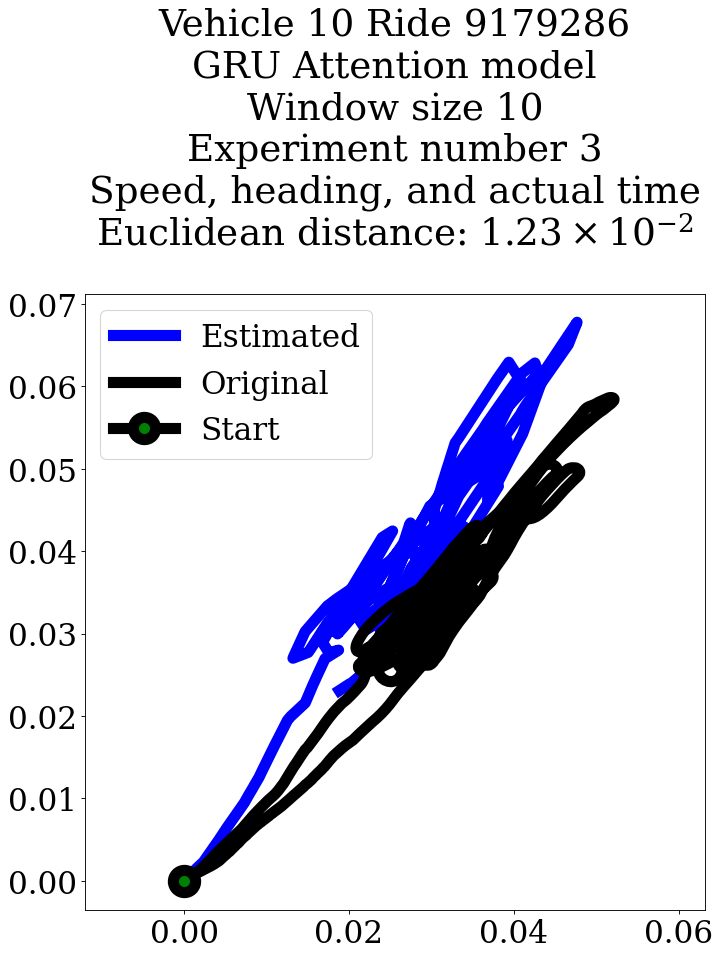 Vehicle 10 Ride 9179286
GRU Attention model
Window size 10
Experiment number 3
Speed, heading, and actual time
Euclidean distance: 1.23 × 10⁻²
0.07
Estimated
0.06
Original
Start
0.05
0.04
0.03
0.02
0.01
0.00
0.00 0.02 0.04 0.06